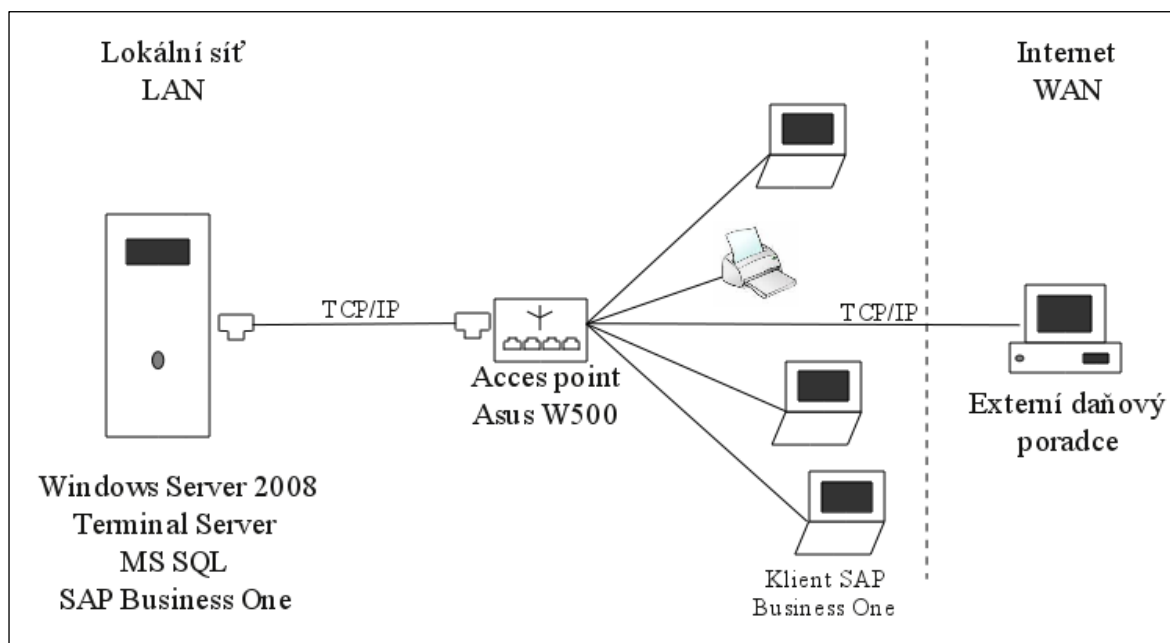 Lokální síť
LAN
Internet
WAN
TCP/IP
TCP/IP
Acces point
Asus W500
Externí daňový
poradce
Windows Server 2008
Terminal Server
MS SQL
SAP Business One
Klient SAP
Business One